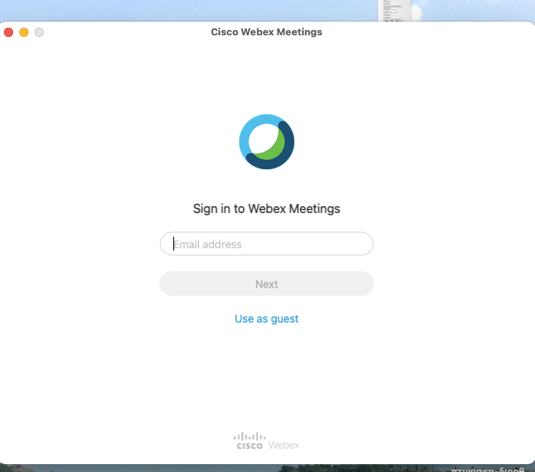 Cisco Webex Meetings
Sign in to Webex Meetings
Email address
Next
Use as guest
CISCO Webex